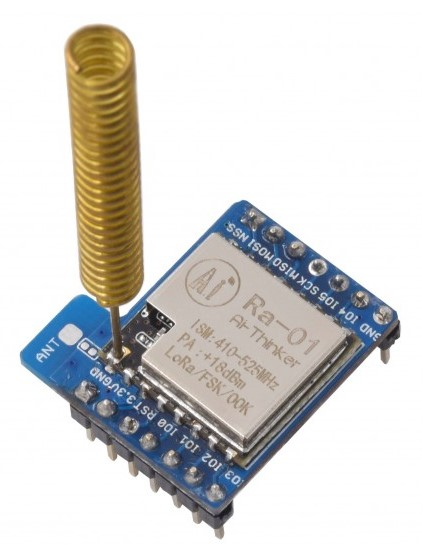 NSS MOSI MISO SCK IO5 IO4 GND
Ai
Ra-01
Ai-Thinker
ISM:410-525MHz
PA:+18dBm
LoRa/FSK/OOK
ANT
GND 3.3V RST IO0 IO1 IO2 IO3